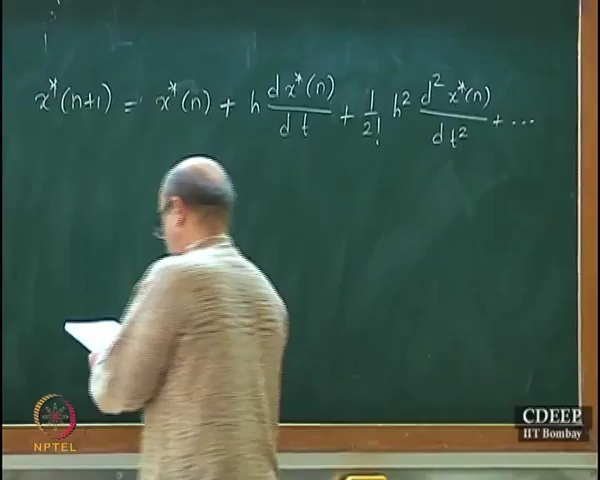 x*(n+1) = x*(n) + h dx*(n)/dt + 1/2! h² d²x*(n)/dt² + ...
NPTEL
CDEEP
IIT Bombay